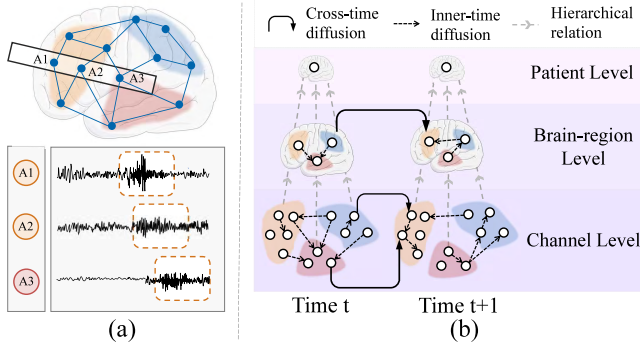 A1
A2
A3
A1
A2
A3
(a)
Cross-time
diffusion
Inner-time
diffusion
Hierarchical
relation
Patient Level
Brain-region
Level
Channel Level
Time t
Time t+1
(b)